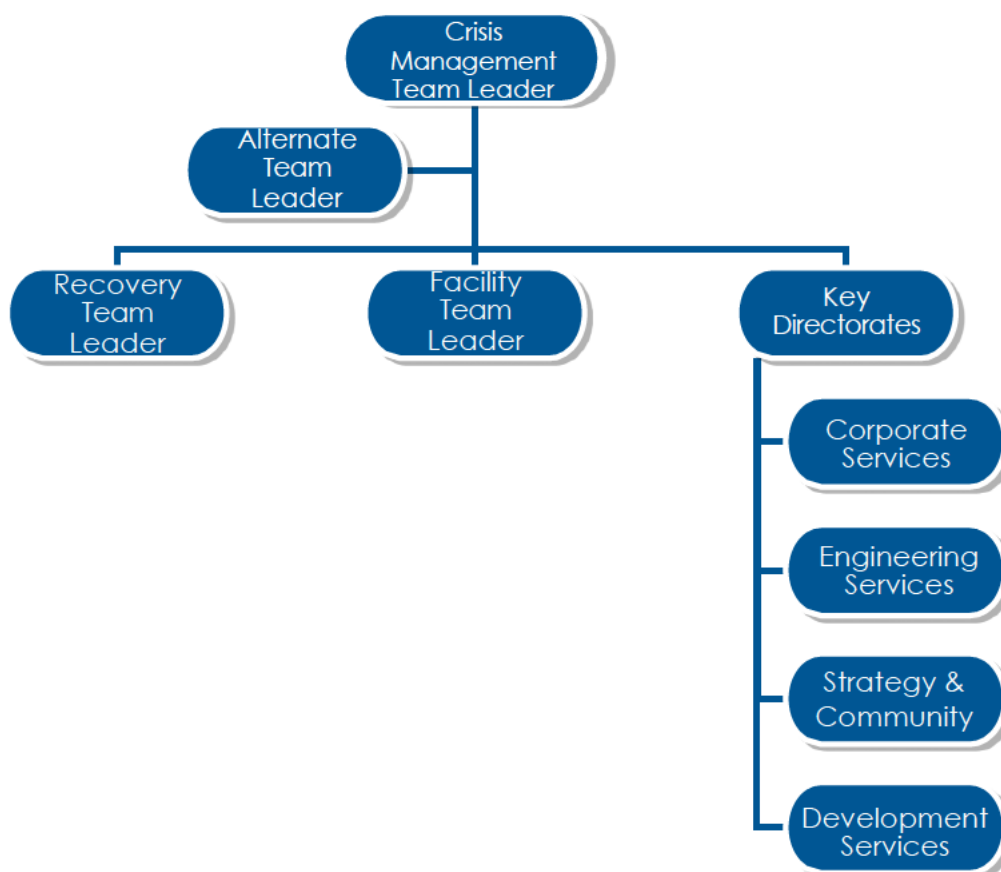 Crisis
Management
Team Leader
Alternate
Team
Leader
Recovery
Team
Leader
Facility
Team
Leader
Key
Directorates
Corporate
Services
Engineering
Services
Strategy &
Community
Development
Services